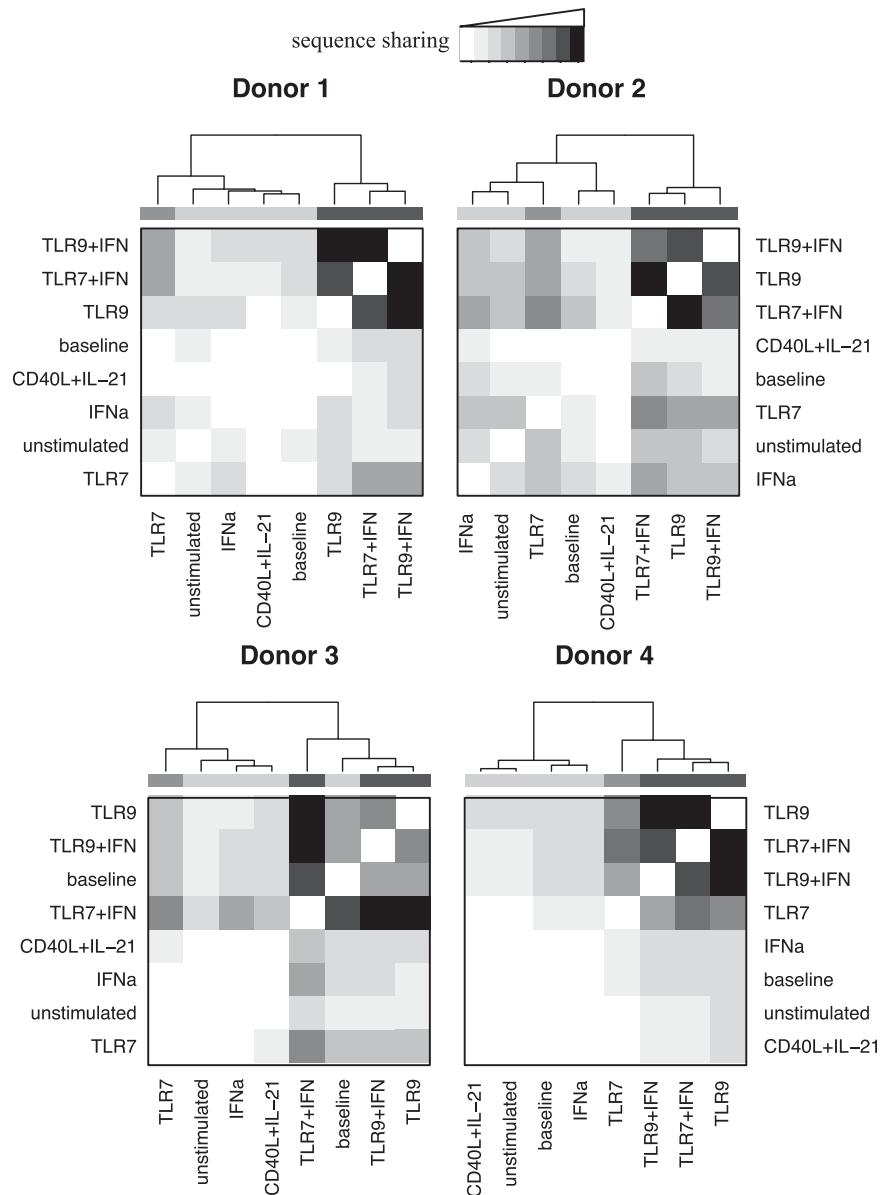 sequence sharing
Donor 1
Donor 2
TLR9+IFN
TLR7+IFN
TLR9
baseline
CD40L+IL−21
IFNa
unstimulated
TLR7
TLR9+IFN
TLR9
TLR7+IFN
CD40L+IL−21
baseline
TLR7
unstimulated
IFNa
TLR7
unstimulated
IFNa
CD40L+IL−21
baseline
TLR9
TLR7+IFN
TLR9+IFN
IFNa
unstimulated
TLR7
baseline
CD40L+IL−21
TLR7+IFN
TLR9
TLR9+IFN
Donor 3
Donor 4
TLR9
TLR9+IFN
baseline
TLR7+IFN
CD40L+IL−21
IFNa
unstimulated
TLR7
TLR9
TLR7+IFN
TLR9+IFN
TLR7
IFNa
baseline
unstimulated
CD40L+IL−21
TLR7
unstimulated
IFNa
CD40L+IL−21
TLR7+IFN
baseline
TLR9+IFN
TLR9
CD40L+IL−21
unstimulated
baseline
IFNa
TLR7
TLR9+IFN
TLR7+IFN
TLR9